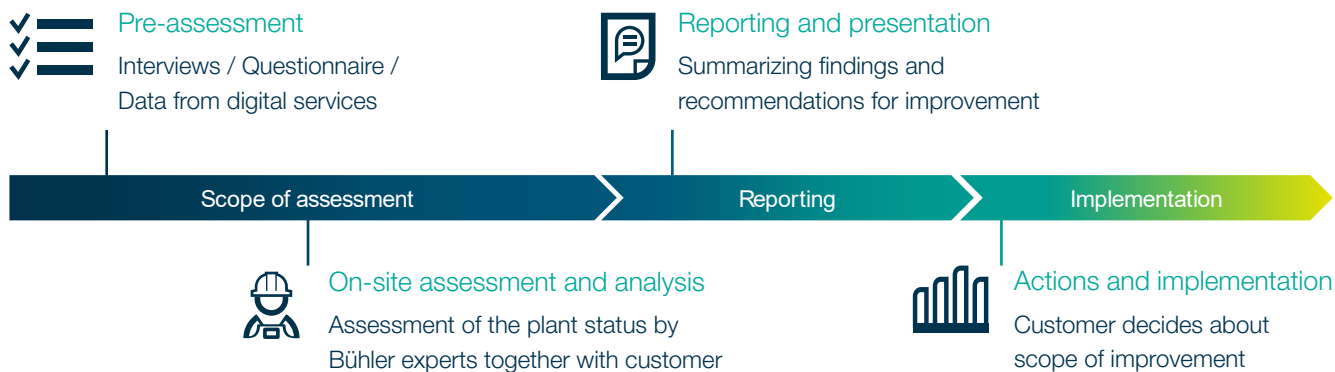 Pre-assessment
Interviews / Questionnaire /
Data from digital services
Reporting and presentation
Summarizing findings and
recommendations for improvement
Scope of assessment
Reporting
Implementation
On-site assessment and analysis
Assessment of the plant status by
Bühler experts together with customer
Actions and implementation
Customer decides about
scope of improvement